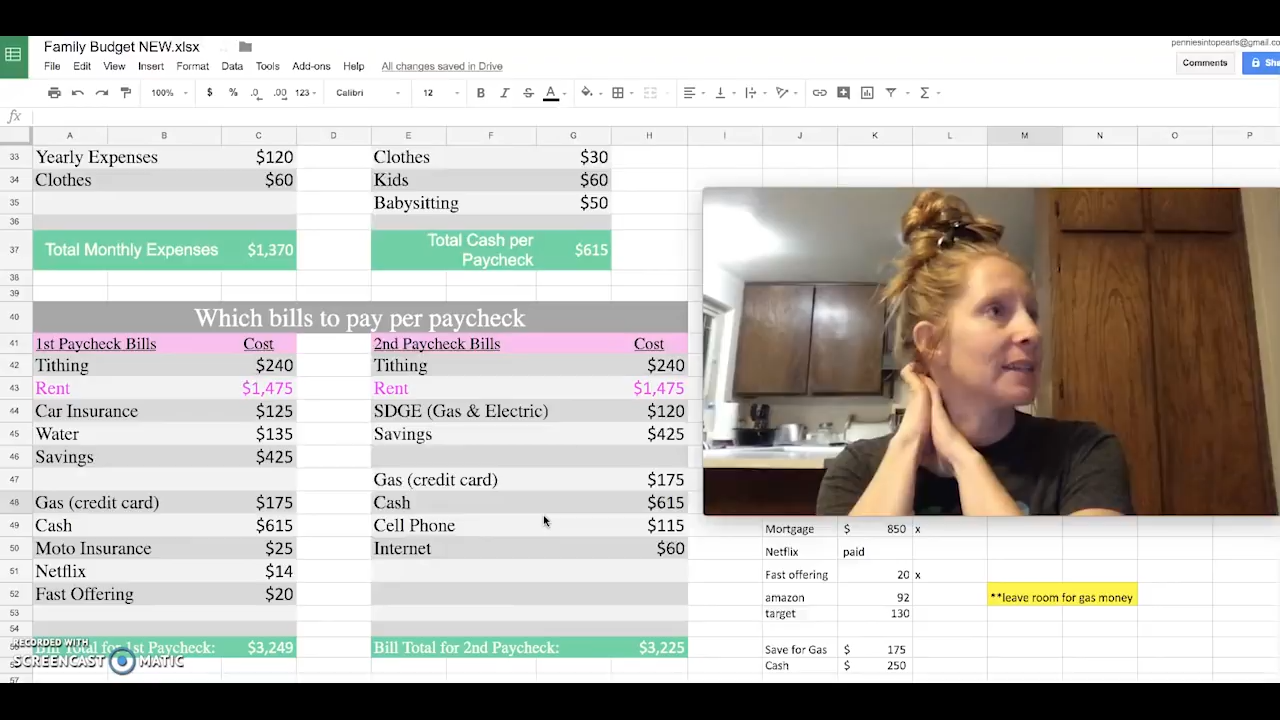 Family Budget NEW.xlsx
penniesintopearls@gmail.co
File Edit View Insert Format Data Tools Add-ons Help All changes saved in Drive
Comments Sha
100% $ % .0 .00 123 Calibri 12 B I S A
fx
A B C D E F G H I J K L M N O P
33 Yearly Expenses $120 Clothes $30
34 Clothes $60 Kids $60
35 Babysitting $50
36
37 Total Monthly Expenses $1,370 Total Cash per Paycheck $615
38
39
40 Which bills to pay per paycheck
41 1st Paycheck Bills Cost 2nd Paycheck Bills Cost
42 Tithing $240 Tithing $240
43 Rent $1,475 Rent $1,475
44 Car Insurance $125 SDGE (Gas & Electric) $120
45 Water $135 Savings $425
46 Savings $425
47 Gas (credit card) $175
48 Gas (credit card) $175 Cash $615
49 Cash $615 Cell Phone $115 Mortgage $ 850 x
50 Moto Insurance $25 Internet $60 Netflix paid
51 Netflix $14 Fast offering 20 x
52 Fast Offering $20 amazon 92 **leave room for gas money
53 target 130
54
Bill Total for 1st Paycheck: $3,249 Bill Total for 2nd Paycheck: $3,225 Save for Gas $ 175
Cash $ 250
57
RECORDED WITH
SCREENCAST MATIC